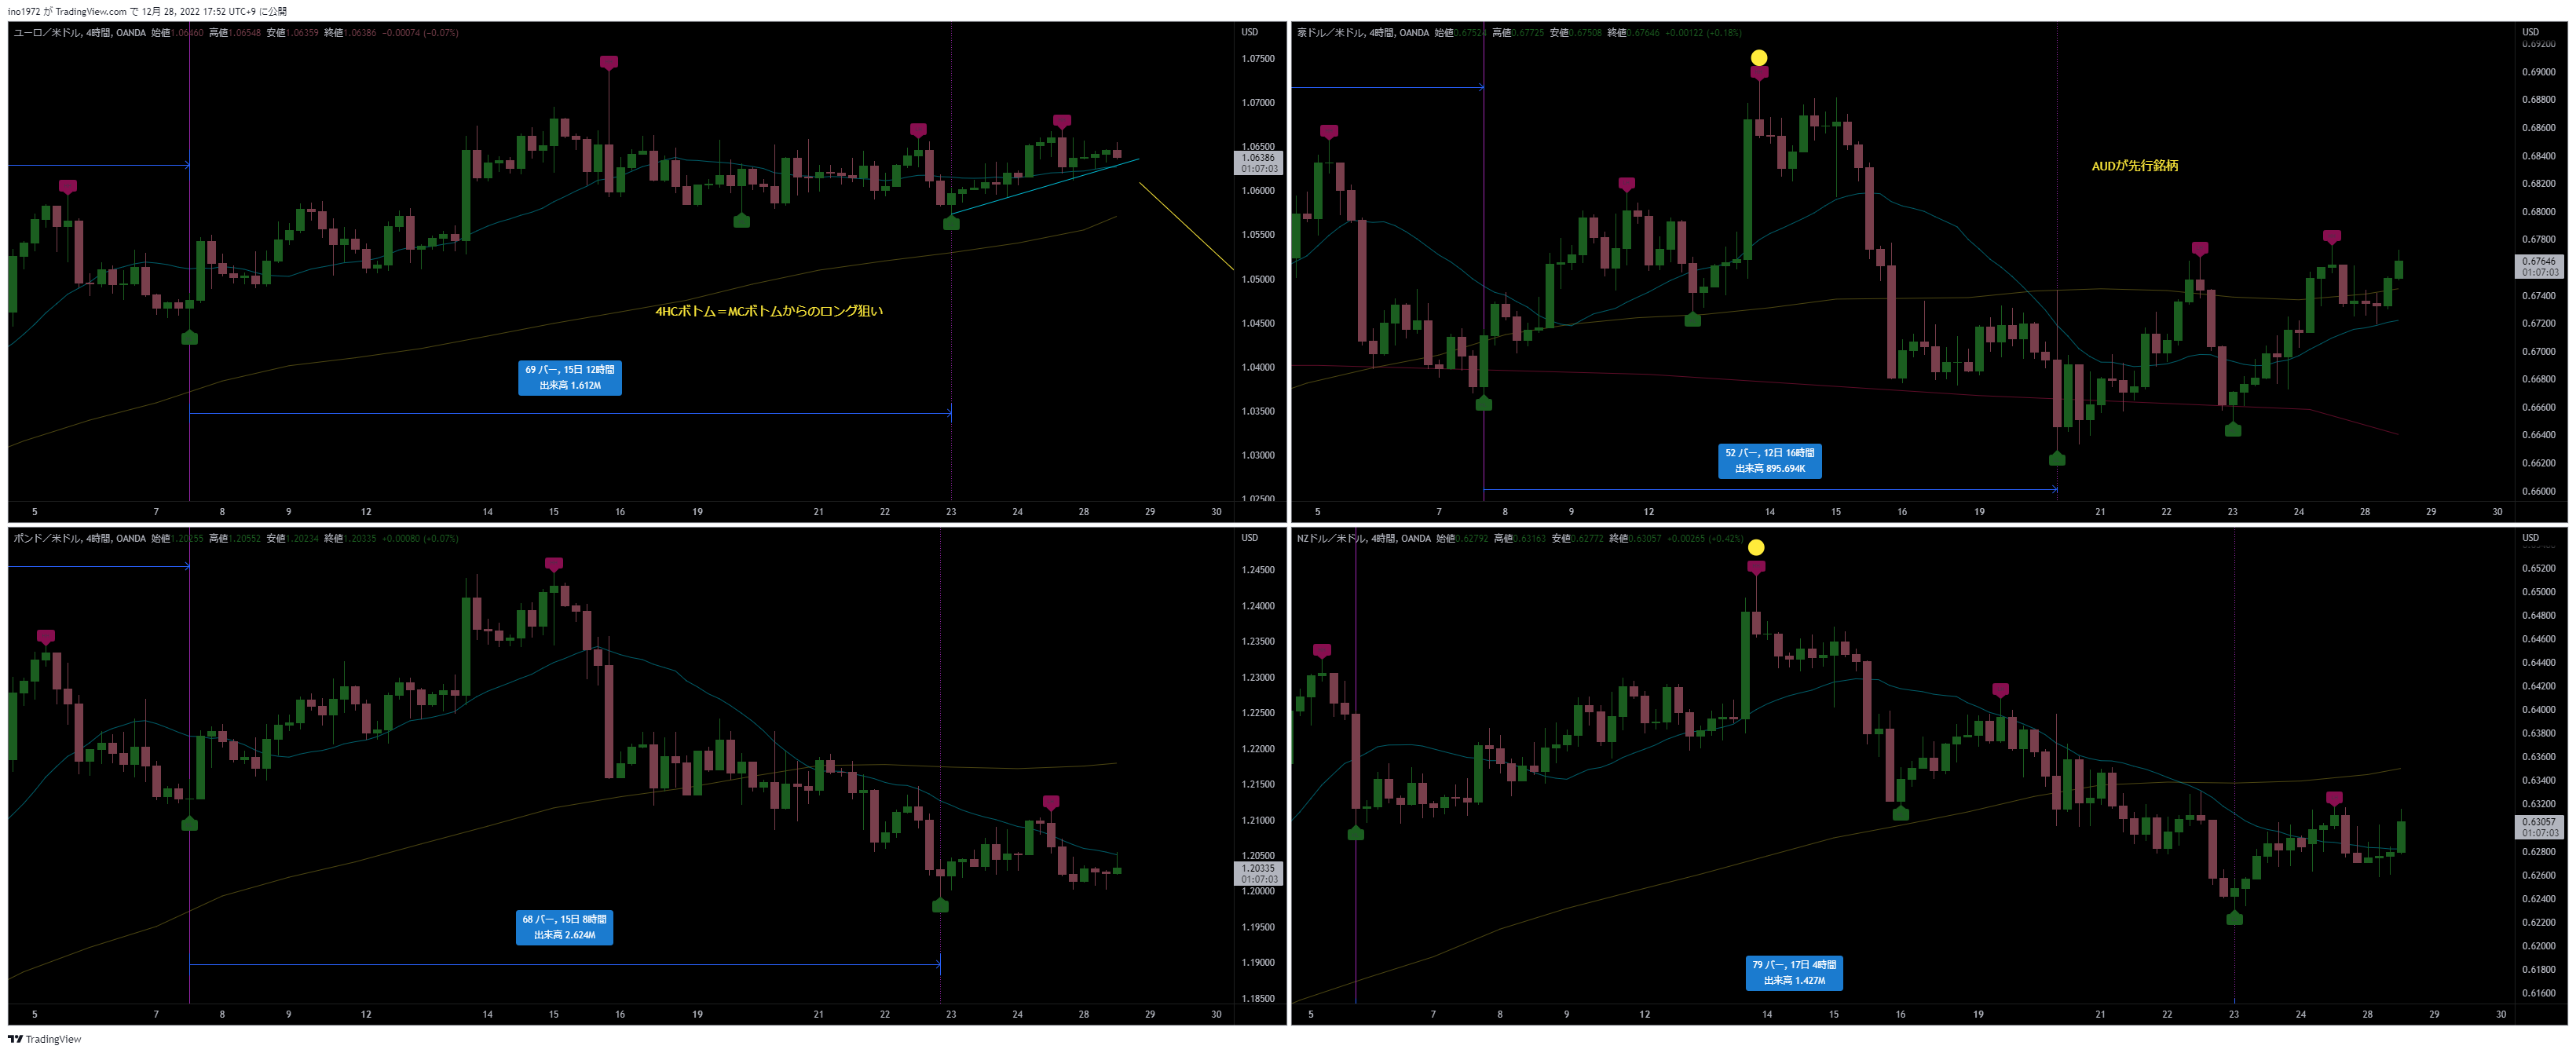 ino1972 が TradingView.com で 12月 28, 2022 17:52 UTC+9 に公開
ユーロ／米ドル, 4時間, OANDA 始値1.06460 高値1.06548 安値1.06359 終値1.06386 −0.00074 (−0.07%)
USD
1.07500
1.07000
1.06500
1.06386
01:07:03
1.06000
1.05500
1.05000
1.04500
1.04000
1.03500
1.03000
1.02500
4HCボトム＝MCボトムからのロング狙い
69 バー, 15日 12時間
出来高 1.612M
5 7 8 9 12 14 15 16 19 21 22 23 24 28 29 30
豪ドル／米ドル, 4時間, OANDA 始値0.67524 高値0.67725 安値0.67508 終値0.67646 +0.00122 (+0.18%)
USD
0.69200
0.69000
0.68800
0.68600
0.68400
0.68200
0.68000
0.67800
0.67646
01:07:03
0.67400
0.67200
0.67000
0.66800
0.66600
0.66400
0.66200
0.66000
AUDが先行銘柄
52 バー, 12日 16時間
出来高 895.694K
5 7 8 9 12 14 15 16 19 21 22 23 24 28 29 30
ポンド／米ドル, 4時間, OANDA 始値1.20255 高値1.20552 安値1.20234 終値1.20335 +0.00080 (+0.07%)
USD
1.24500
1.24000
1.23500
1.23000
1.22500
1.22000
1.21500
1.21000
1.20500
1.20335
01:07:03
1.20000
1.19500
1.19000
1.18500
68 バー, 15日 8時間
出来高 2.624M
5 7 8 9 12 14 15 16 19 21 22 23 24 28 29 30
NZドル／米ドル, 4時間, OANDA 始値0.62792 高値0.63163 安値0.62772 終値0.63057 +0.00265 (+0.42%)
USD
0.65200
0.65000
0.64800
0.64600
0.64400
0.64200
0.64000
0.63800
0.63600
0.63400
0.63200
0.63057
01:07:03
0.62800
0.62600
0.62400
0.62200
0.62000
0.61800
0.61600
79 バー, 17日 4時間
出来高 1.427M
5 7 8 9 12 14 15 16 19 21 22 23 24 28 29 30
TradingView